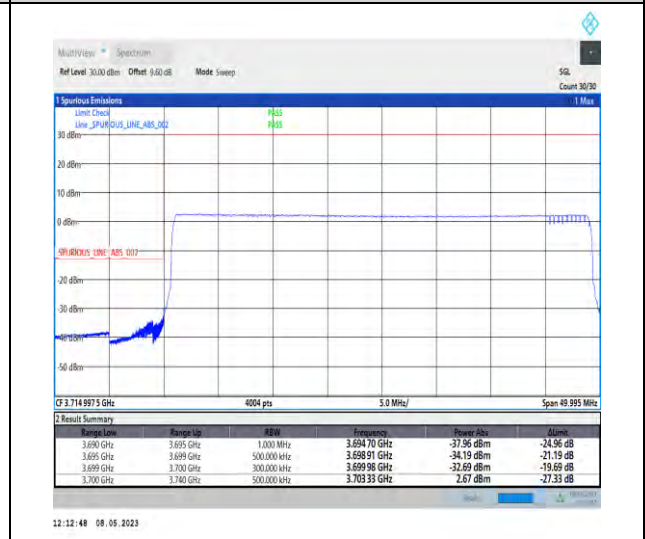 MultiView Spectrum
Ref Level 30.00 dBm Offset 9.60 dB Mode Sweep SGL
Count 30/30
1 Spurious Emissions 1 Max
Limit Check PASS
Line _SPURIOUS_LINE_ABS_002 PASS
30 dBm
20 dBm
10 dBm
0 dBm
_SPURIOUS_LINE_ABS_002
-20 dBm
-30 dBm
-40 dBm
-50 dBm
CF 3.714 997 5 GHz 4004 pts 5.0 MHz/ Span 49.995 MHz
2 Result Summary
Range Low Range Up RBW Frequency Power Abs ΔLimit
3.690 GHz 3.695 GHz 1.000 MHz 3.694 70 GHz -37.96 dBm -24.96 dB
3.695 GHz 3.699 GHz 500.000 kHz 3.698 91 GHz -34.19 dBm -21.19 dB
3.699 GHz 3.700 GHz 300.000 kHz 3.699 98 GHz -32.69 dBm -19.69 dB
3.700 GHz 3.740 GHz 500.000 kHz 3.703 33 GHz 2.67 dBm -27.33 dB
12:12:48 08.05.2023